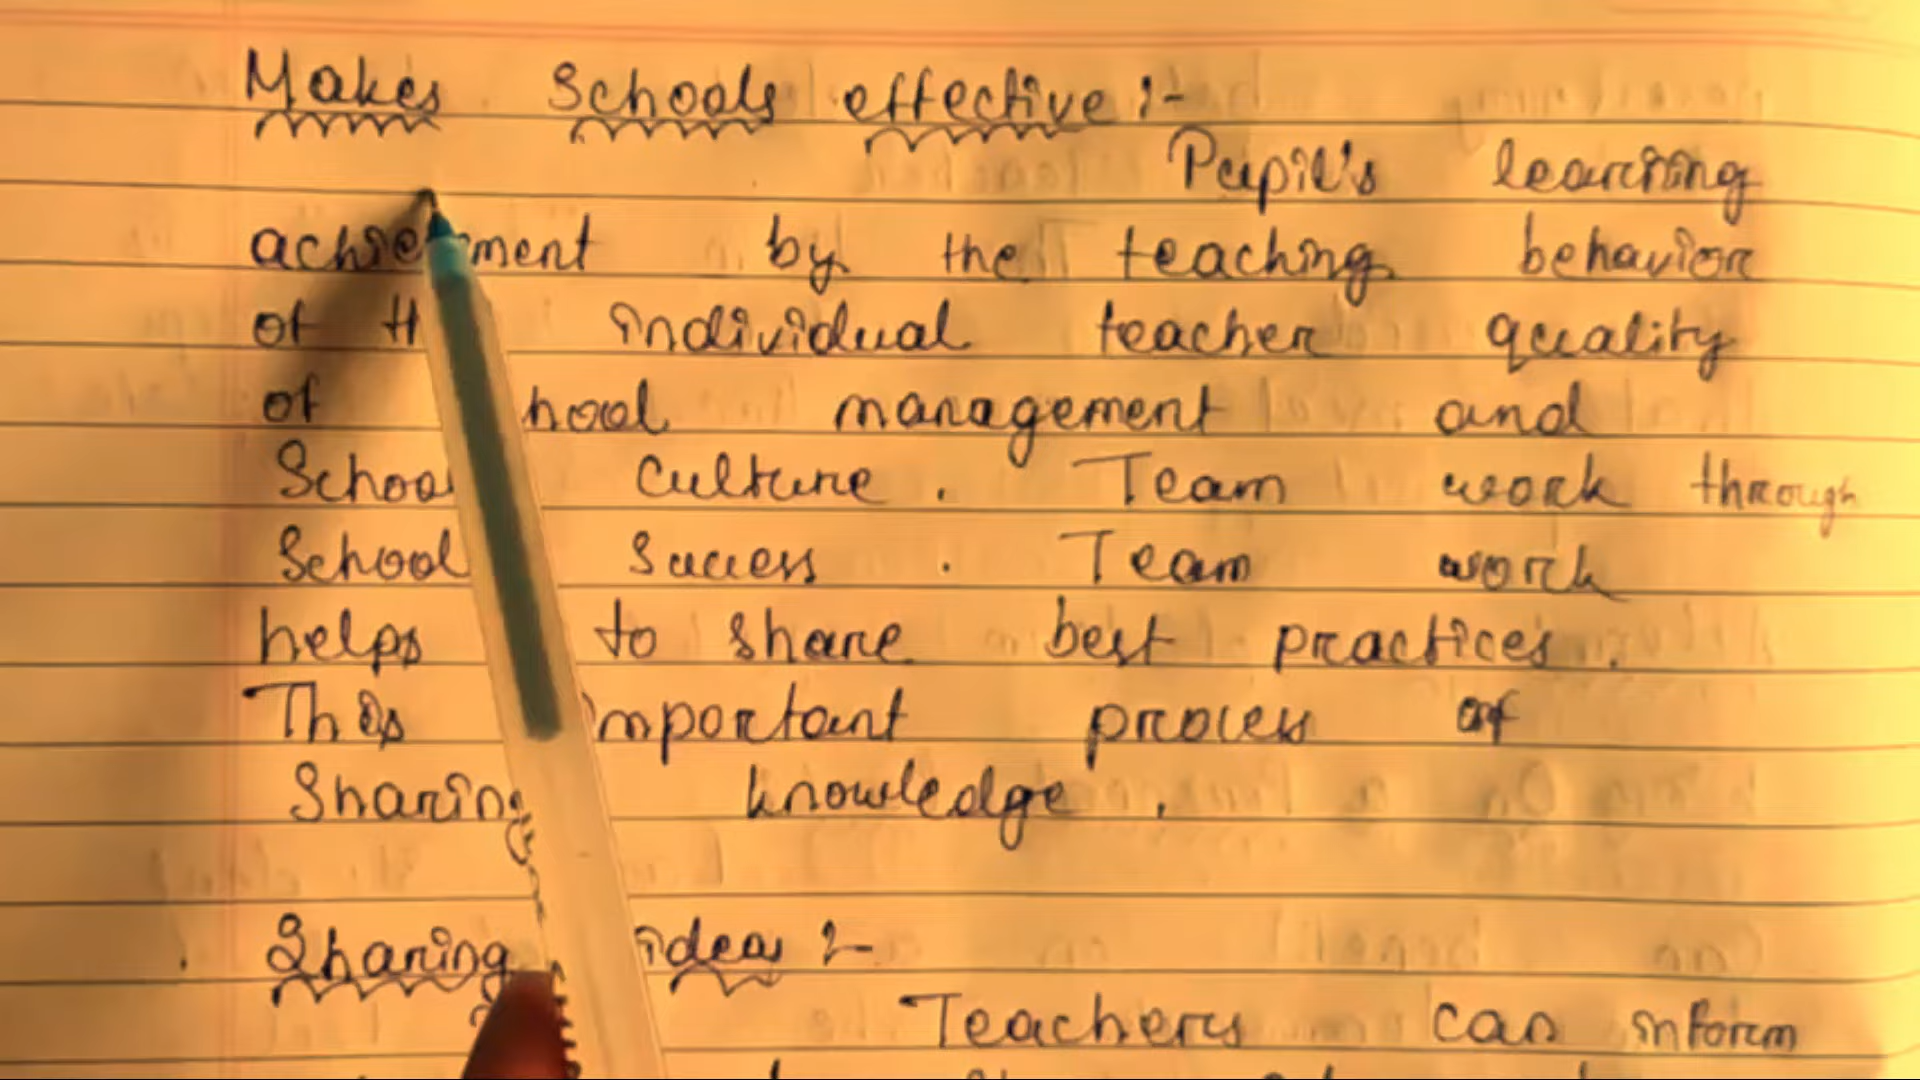 Makes Schools effective :-
Pupil's learning
by the teaching behavior
of individual teacher quality
of management and
School culture. Team work through
School Success. Team work
helps to share best practices.
This important process of
Sharing knowledge.
Sharing ideas :-
Teachers can inform